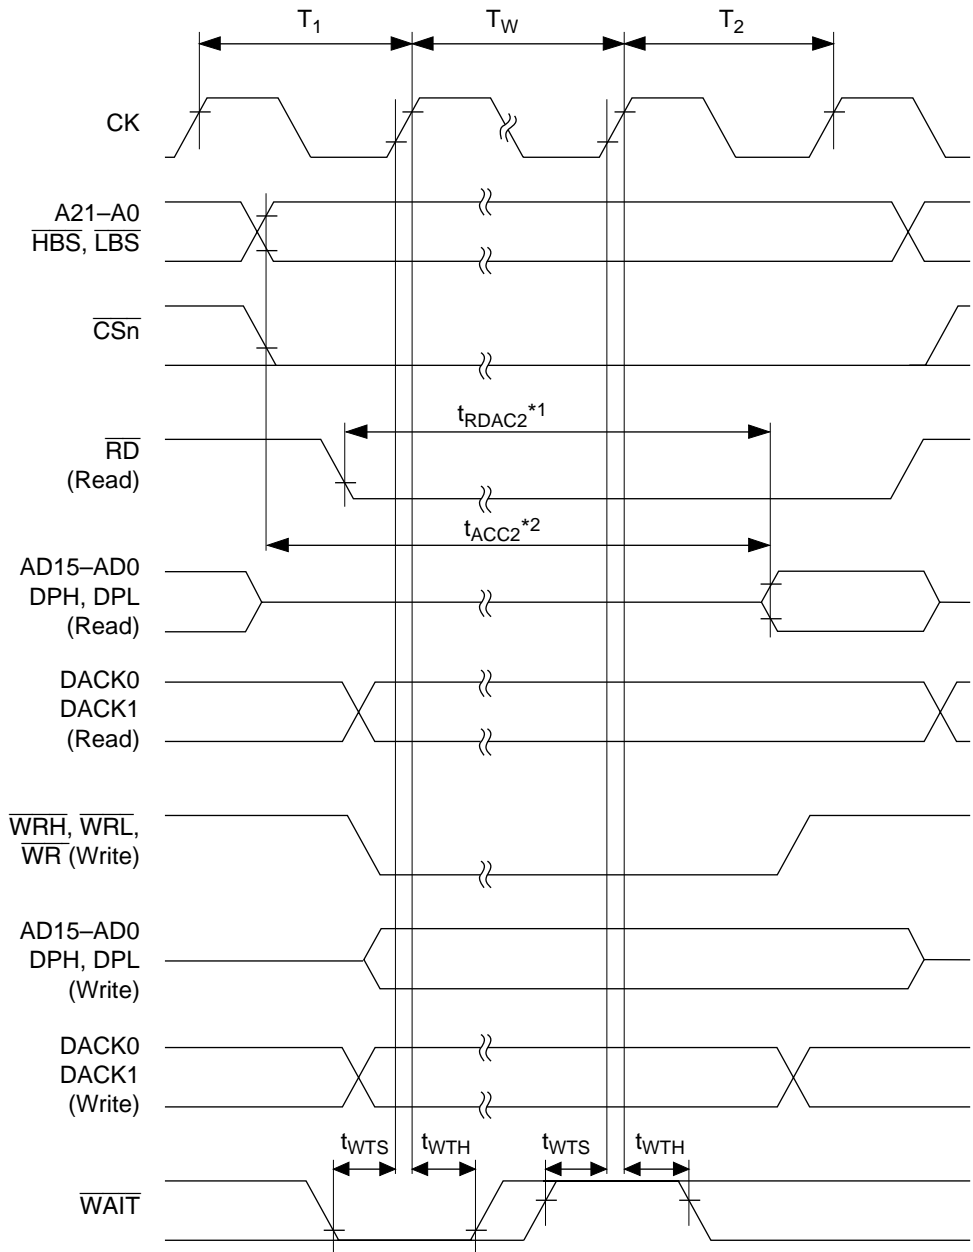 T1 TW T2
CK
A21–A0
HBS, LBS
CSn
tRDAC2*1
RD
(Read)
tACC2*2
AD15–AD0
DPH, DPL
(Read)
DACK0
DACK1
(Read)
WRH, WRL,
WR (Write)
AD15–AD0
DPH, DPL
(Write)
DACK0
DACK1
(Write)
tWTS tWTH tWTS tWTH
WAIT